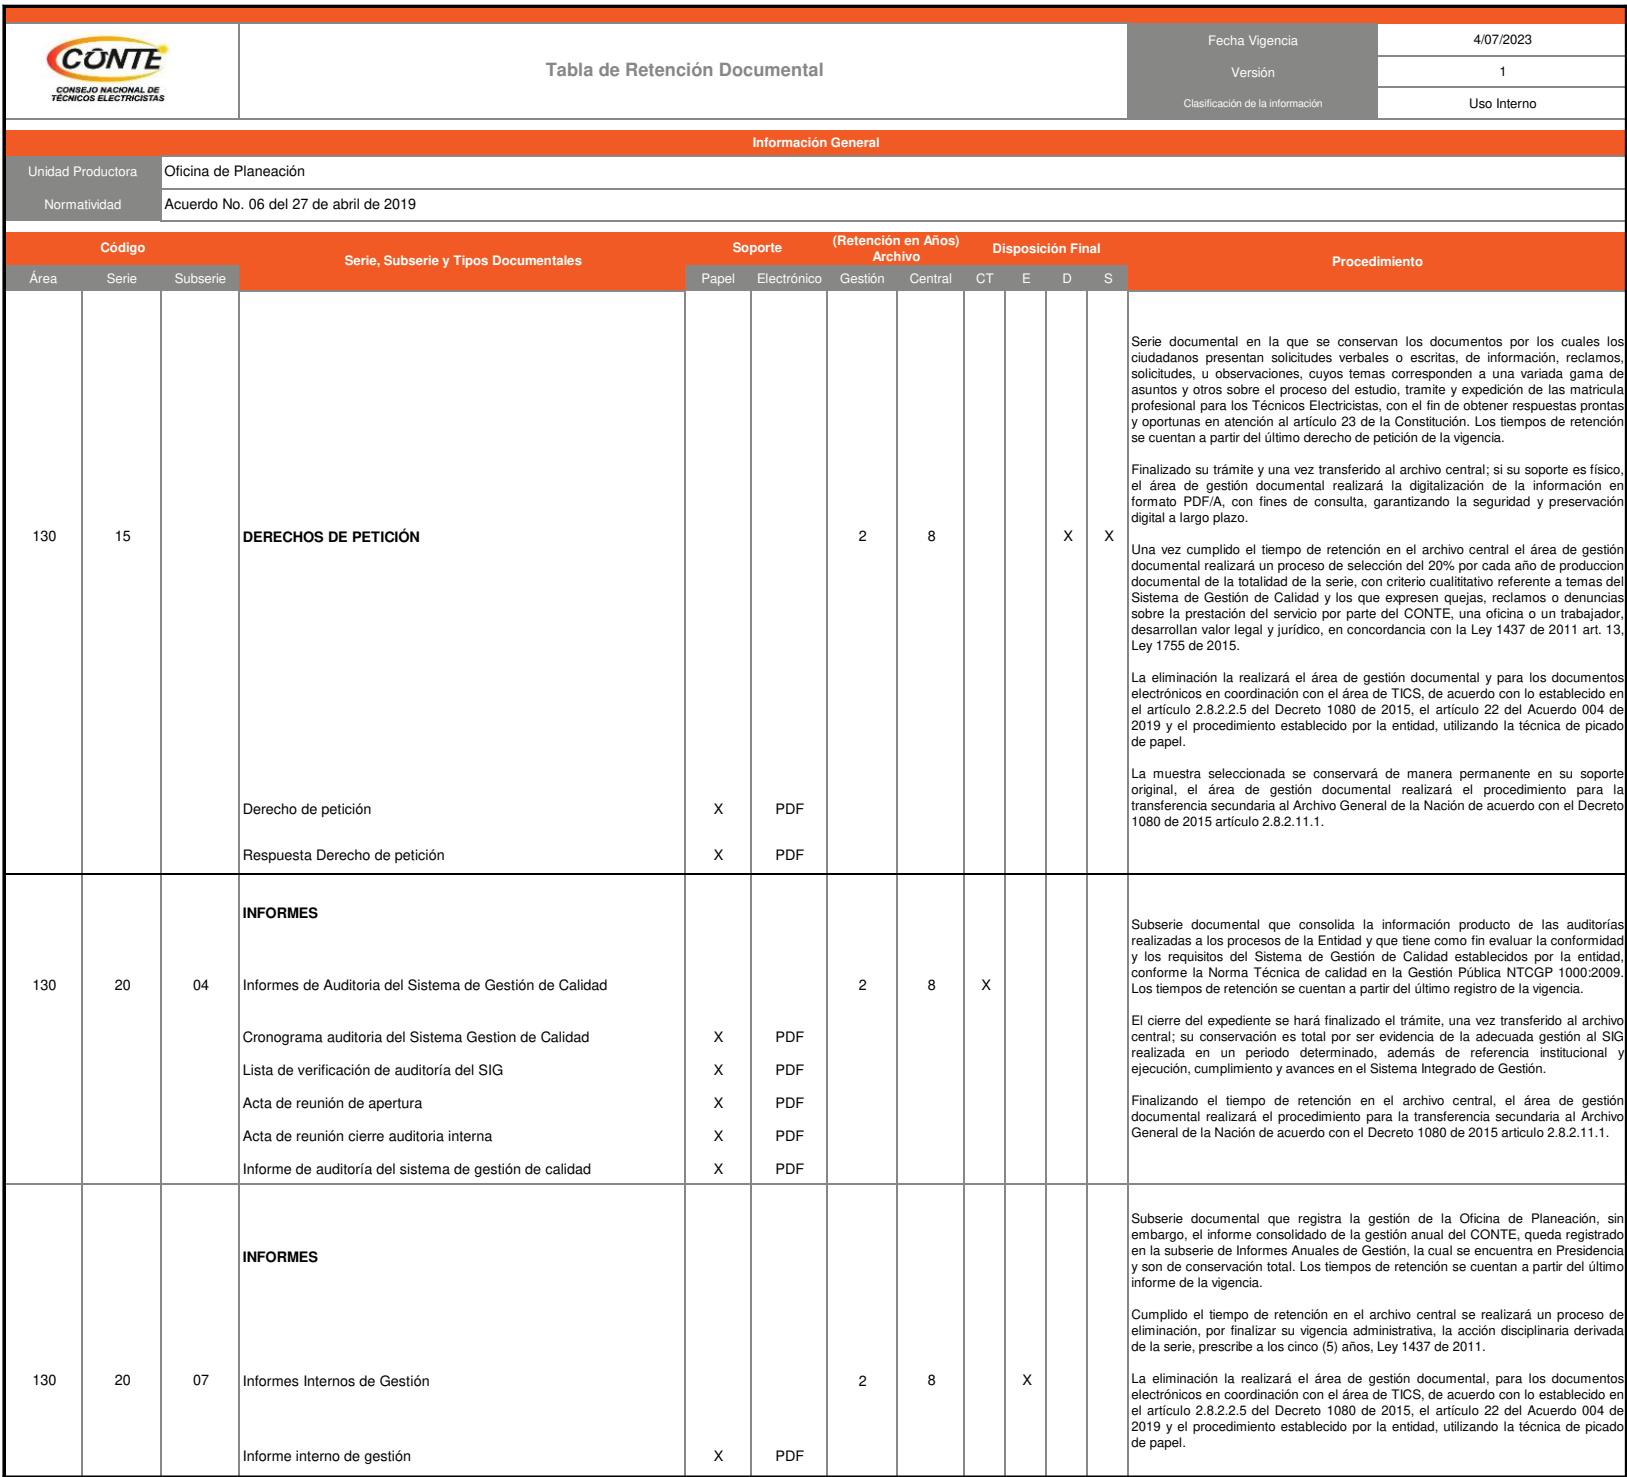 CONTE
CONSEJO NACIONAL DE
TÉCNICOS ELECTRICISTAS
Tabla de Retención Documental
Fecha Vigencia 4/07/2023
Versión 1
Clasificación de la información Uso Interno
Información General
Unidad Productora Oficina de Planeación
Normatividad Acuerdo No. 06 del 27 de abril de 2019
Código Serie, Subserie y Tipos Documentales Soporte (Retención en Años) Archivo Disposición Final Procedimiento
Área Serie Subserie Papel Electrónico Gestión Central CT E D S
130 15 DERECHOS DE PETICIÓN 2 8 X X
Derecho de petición X PDF
Respuesta Derecho de petición X PDF
Serie documental en la que se conservan los documentos por los cuales los
ciudadanos presentan solicitudes verbales o escritas, de información, reclamos,
solicitudes, u observaciones, cuyos temas corresponden a una variada gama de
asuntos y otros sobre el proceso del estudio, tramite y expedición de las matricula
profesional para los Técnicos Electricistas, con el fin de obtener respuestas prontas
y oportunas en atención al artículo 23 de la Constitución. Los tiempos de retención
se cuentan a partir del último derecho de petición de la vigencia.
Finalizado su trámite y una vez transferido al archivo central; si su soporte es físico,
el área de gestión documental realizará la digitalización de la información en
formato PDF/A, con fines de consulta, garantizando la seguridad y preservación
digital a largo plazo.
Una vez cumplido el tiempo de retención en el archivo central el área de gestión
documental realizará un proceso de selección del 20% por cada año de produccion
documental de la totalidad de la serie, con criterio cualititativo referente a temas del
Sistema de Gestión de Calidad y los que expresen quejas, reclamos o denuncias
sobre la prestación del servicio por parte del CONTE, una oficina o un trabajador,
desarrollan valor legal y jurídico, en concordancia con la Ley 1437 de 2011 art. 13,
Ley 1755 de 2015.
La eliminación la realizará el área de gestión documental y para los documentos
electrónicos en coordinación con el área de TICS, de acuerdo con lo establecido en
el artículo 2.8.2.2.5 del Decreto 1080 de 2015, el artículo 22 del Acuerdo 004 de
2019 y el procedimiento establecido por la entidad, utilizando la técnica de picado
de papel.
La muestra seleccionada se conservará de manera permanente en su soporte
original, el área de gestión documental realizará el procedimiento para la
transferencia secundaria al Archivo General de la Nación de acuerdo con el Decreto
1080 de 2015 artículo 2.8.2.11.1.
INFORMES
130 20 04 Informes de Auditoria del Sistema de Gestión de Calidad 2 8 X
Cronograma auditoria del Sistema Gestion de Calidad X PDF
Lista de verificación de auditoría del SIG X PDF
Acta de reunión de apertura X PDF
Acta de reunión cierre auditoria interna X PDF
Informe de auditoría del sistema de gestión de calidad X PDF
Subserie documental que consolida la información producto de las auditorías
realizadas a los procesos de la Entidad y que tiene como fin evaluar la conformidad
y los requisitos del Sistema de Gestión de Calidad establecidos por la entidad,
conforme la Norma Técnica de calidad en la Gestión Pública NTCGP 1000:2009.
Los tiempos de retención se cuentan a partir del último registro de la vigencia.
El cierre del expediente se hará finalizado el trámite, una vez transferido al archivo
central; su conservación es total por ser evidencia de la adecuada gestión al SIG
realizada en un periodo determinado, además de referencia institucional y
ejecución, cumplimiento y avances en el Sistema Integrado de Gestión.
Finalizando el tiempo de retención en el archivo central, el área de gestión
documental realizará el procedimiento para la transferencia secundaria al Archivo
General de la Nación de acuerdo con el Decreto 1080 de 2015 articulo 2.8.2.11.1.
INFORMES
130 20 07 Informes Internos de Gestión 2 8 X
Informe interno de gestión X PDF
Subserie documental que registra la gestión de la Oficina de Planeación, sin
embargo, el informe consolidado de la gestión anual del CONTE, queda registrado
en la subserie de Informes Anuales de Gestión, la cual se encuentra en Presidencia
y son de conservación total. Los tiempos de retención se cuentan a partir del último
informe de la vigencia.
Cumplido el tiempo de retención en el archivo central se realizará un proceso de
eliminación, por finalizar su vigencia administrativa, la acción disciplinaria derivada
de la serie, prescribe a los cinco (5) años, Ley 1437 de 2011.
La eliminación la realizará el área de gestión documental, para los documentos
electrónicos en coordinación con el área de TICS, de acuerdo con lo establecido en
el artículo 2.8.2.2.5 del Decreto 1080 de 2015, el artículo 22 del Acuerdo 004 de
2019 y el procedimiento establecido por la entidad, utilizando la técnica de picado
de papel.